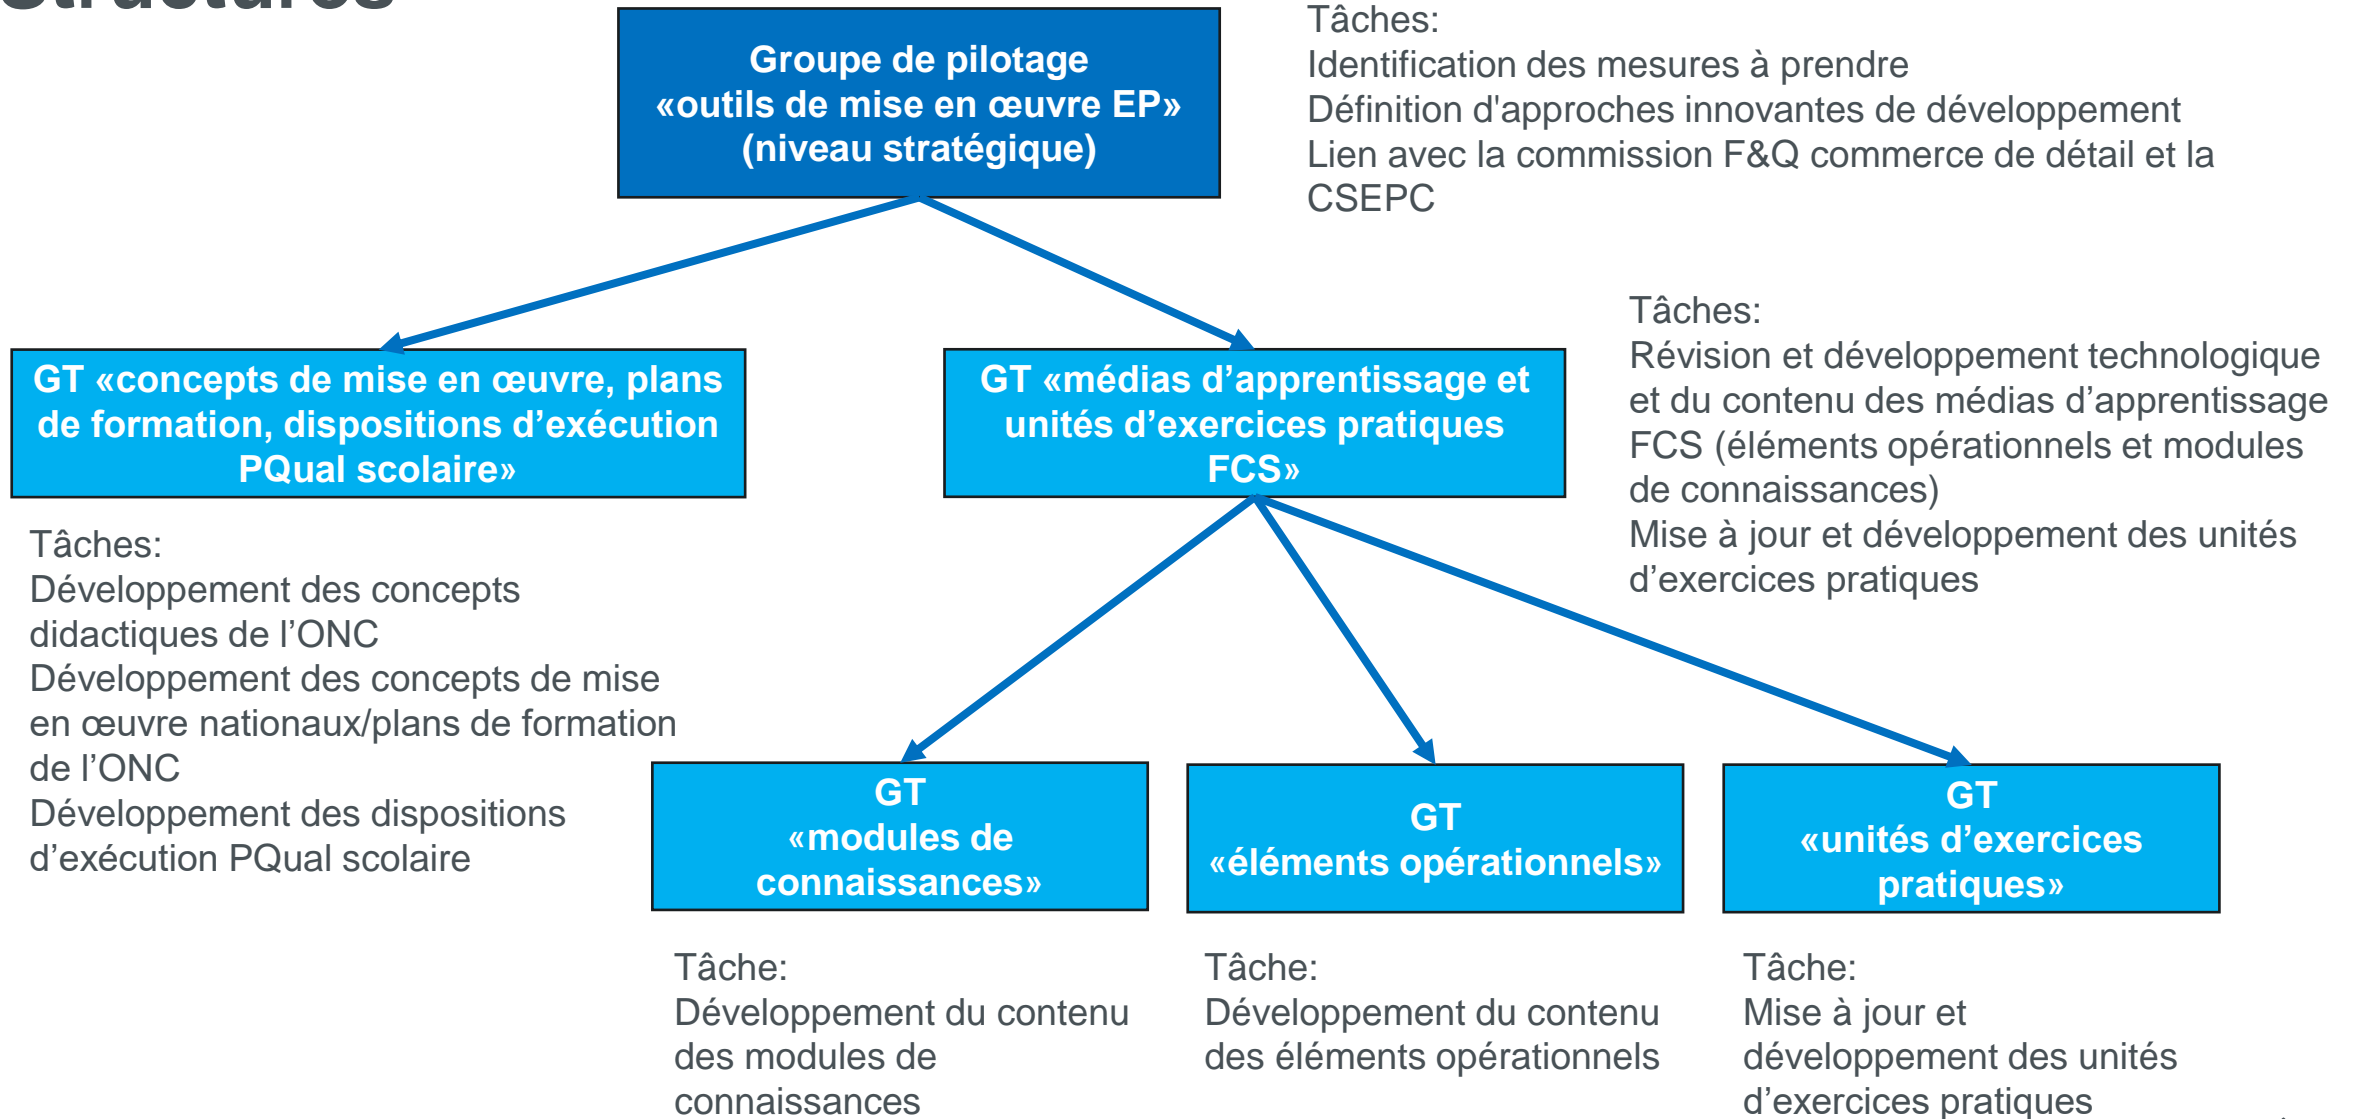 Structures
Groupe de pilotage
«outils de mise en œuvre EP»
(niveau stratégique)
Tâches:
Identification des mesures à prendre
Définition d'approches innovantes de développement
Lien avec la commission F&Q commerce de détail et la
CSEPC
GT «concepts de mise en œuvre, plans
de formation, dispositions d’exécution
PQual scolaire»
GT «médias d’apprentissage et
unités d’exercices pratiques
FCS»
Tâches:
Révision et développement technologique
et du contenu des médias d’apprentissage
FCS (éléments opérationnels et modules
de connaissances)
Mise à jour et développement des unités
d’exercices pratiques
Tâches:
Développement des concepts
didactiques de l’ONC
Développement des concepts de mise
en œuvre nationaux/plans de formation
de l’ONC
Développement des dispositions
d’exécution PQual scolaire
GT
«modules de
connaissances»
GT
«éléments opérationnels»
GT
«unités d’exercices
pratiques»
Tâche:
Développement du contenu
des modules de
connaissances
Tâche:
Développement du contenu
des éléments opérationnels
Tâche:
Mise à jour et
développement des unités
d’exercices pratiques